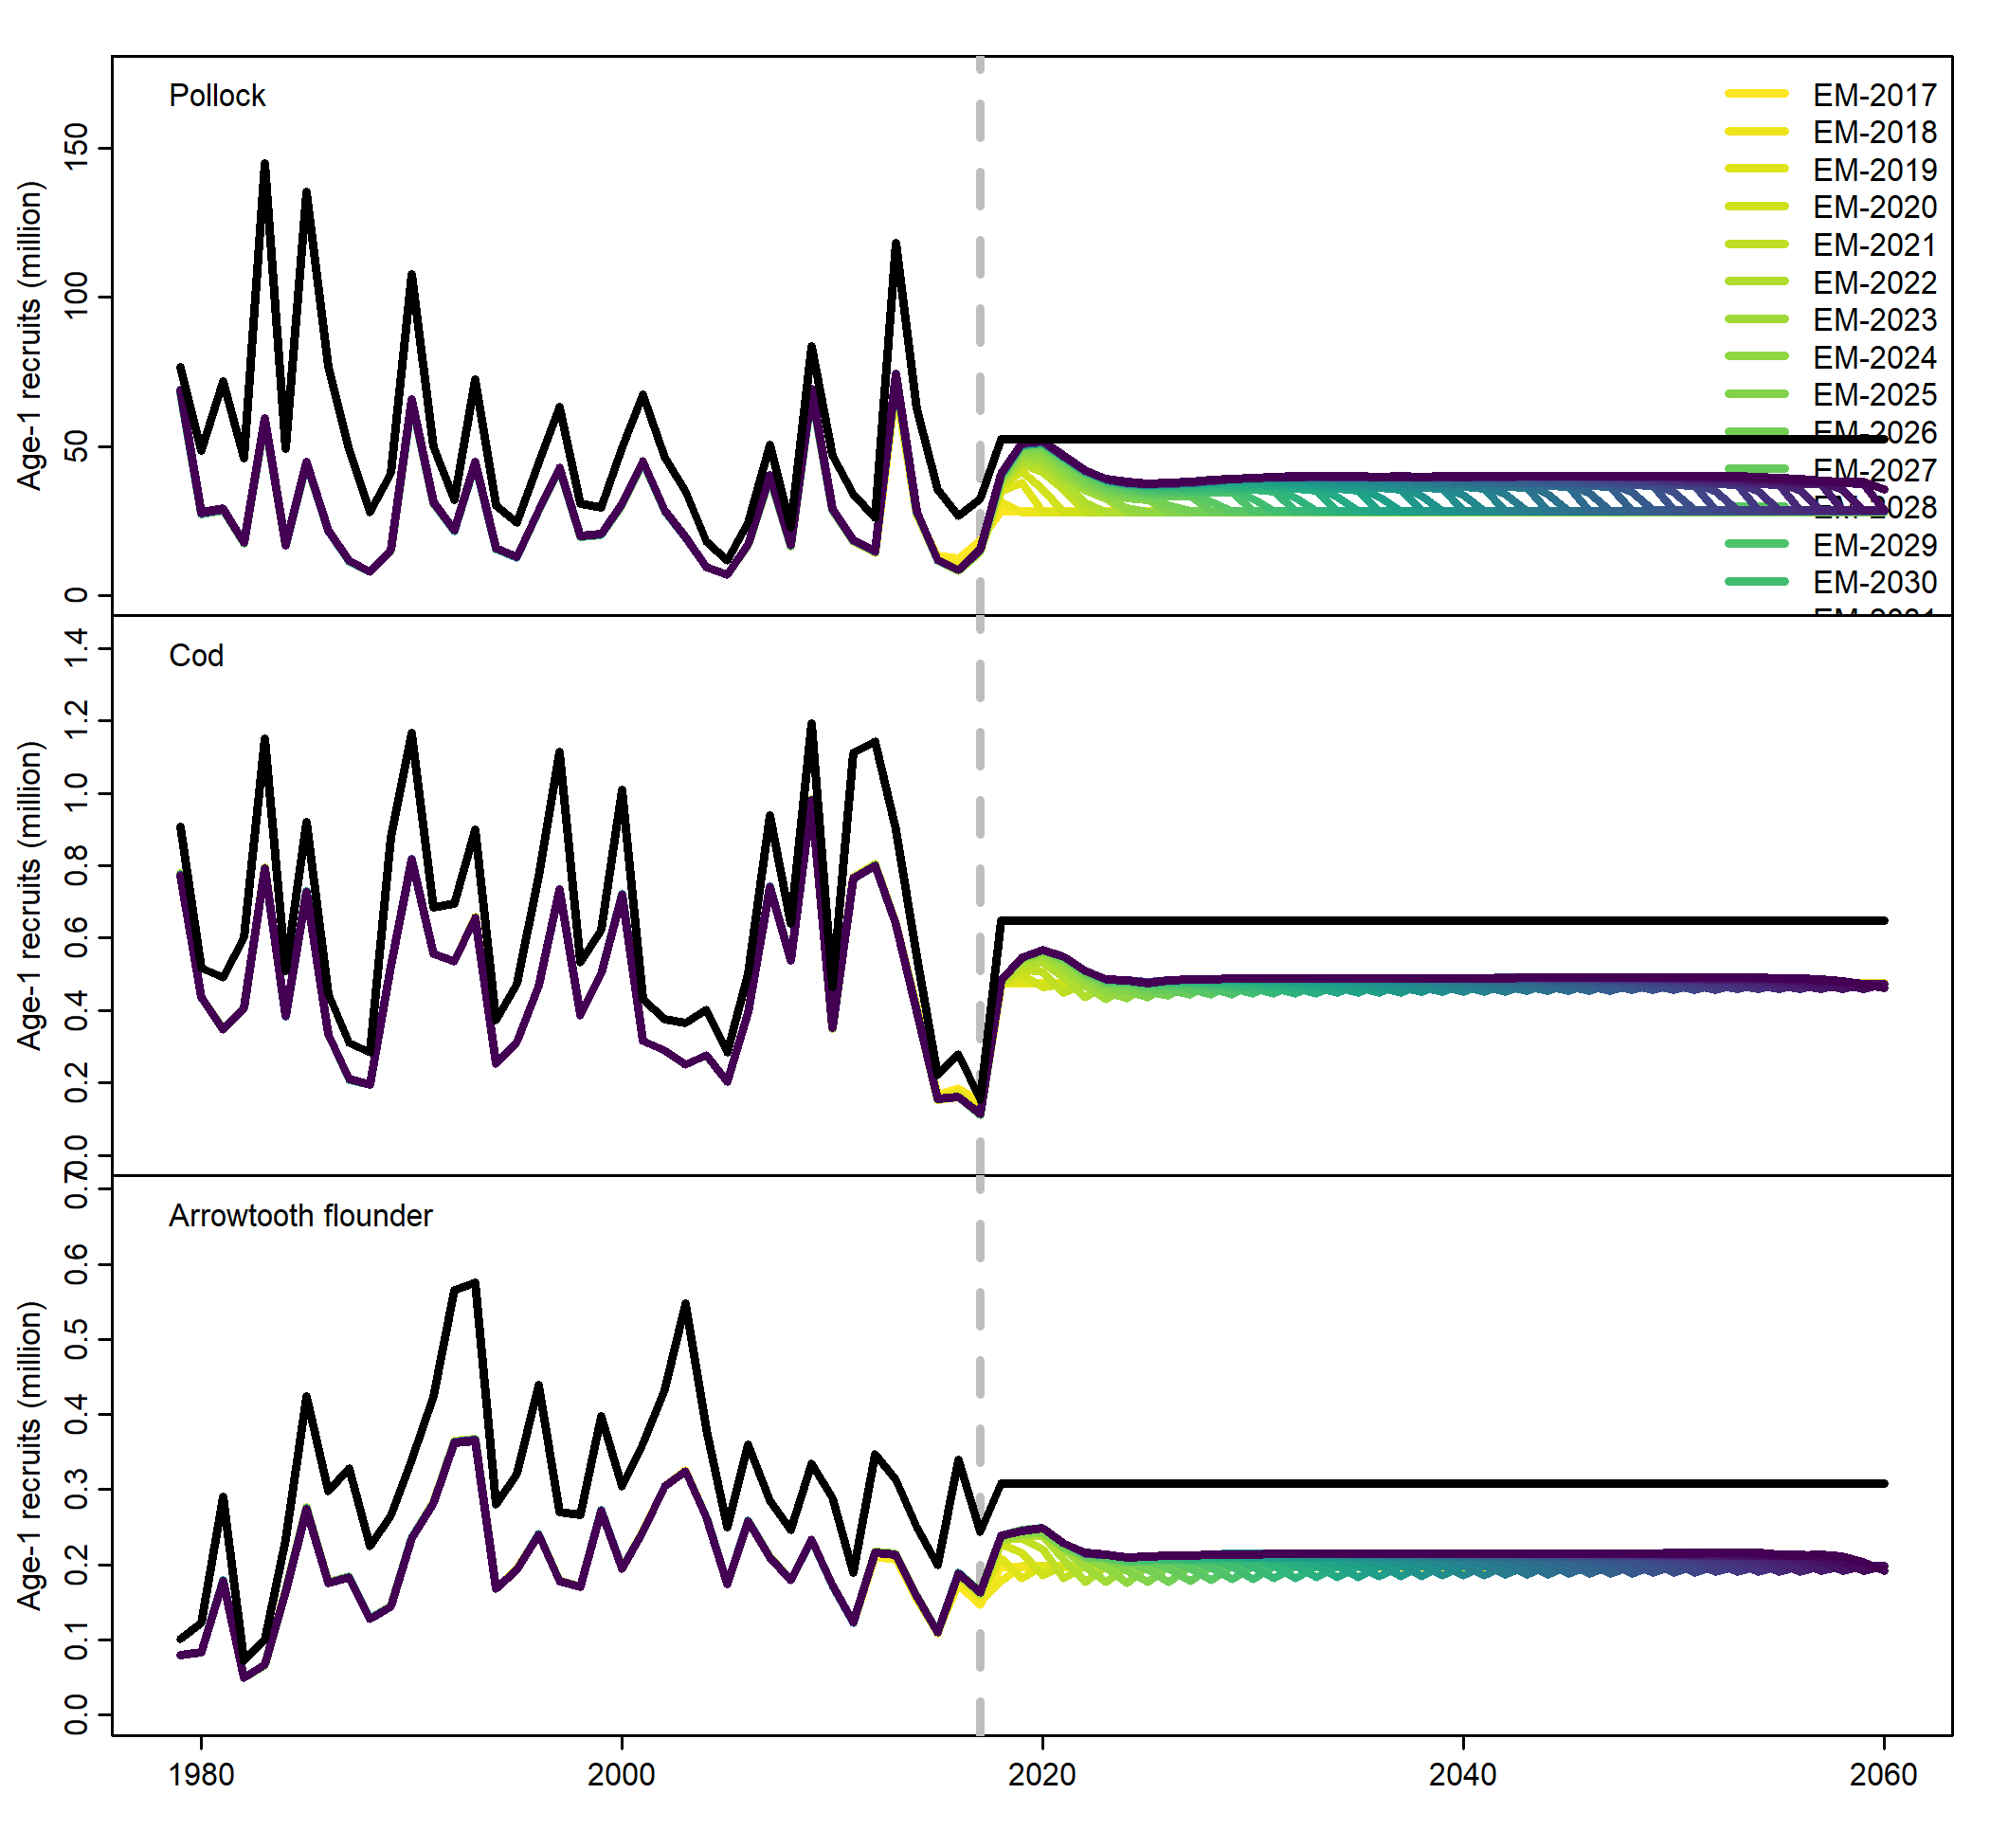 Pollock
Age-1 recruits (million)
150
100
50
0
EM-2017
EM-2018
EM-2019
EM-2020
EM-2021
EM-2022
EM-2023
EM-2024
EM-2025
EM-2026
EM-2027
EM-2028
EM-2029
EM-2030
Cod
Age-1 recruits (million)
1.4
1.2
1.0
0.8
0.6
0.4
0.2
0.0
Arrowtooth flounder
Age-1 recruits (million)
0.7
0.6
0.5
0.4
0.3
0.2
0.1
0.0
1980
2000
2020
2040
2060